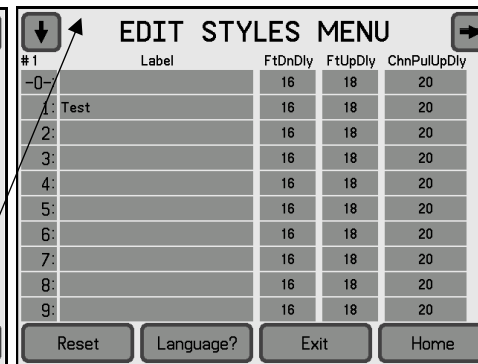 EDIT STYLES MENU
#1 Label FtDnDly FtUpDly ChnPulUpDly
-0-: 16 18 20
1: Test 16 18 20
2: 16 18 20
3: 16 18 20
4: 16 18 20
5: 16 18 20
6: 16 18 20
7: 16 18 20
8: 16 18 20
9: 16 18 20
Reset Language? Exit Home